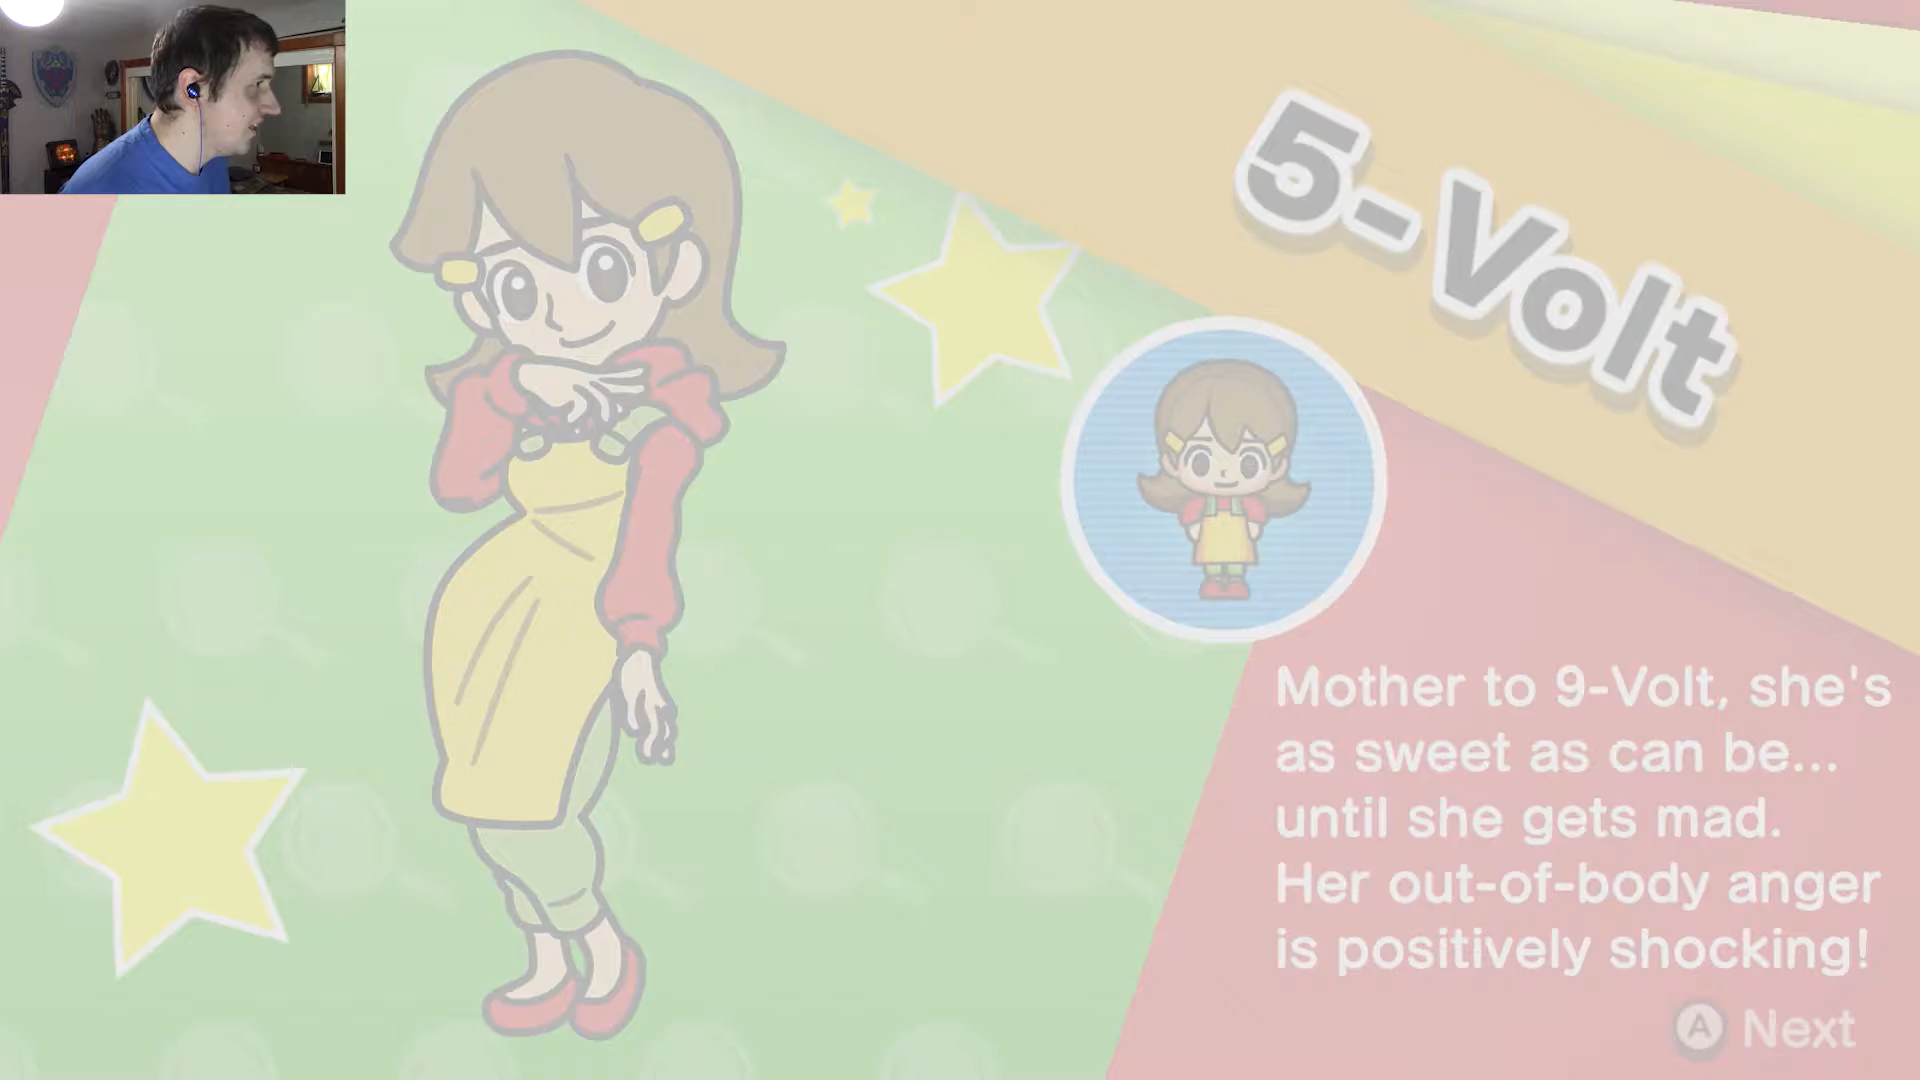 5-Volt
Mother to 9-Volt, she's
as sweet as can be...
until she gets mad.
Her out-of-body anger
is positively shocking!
A Next